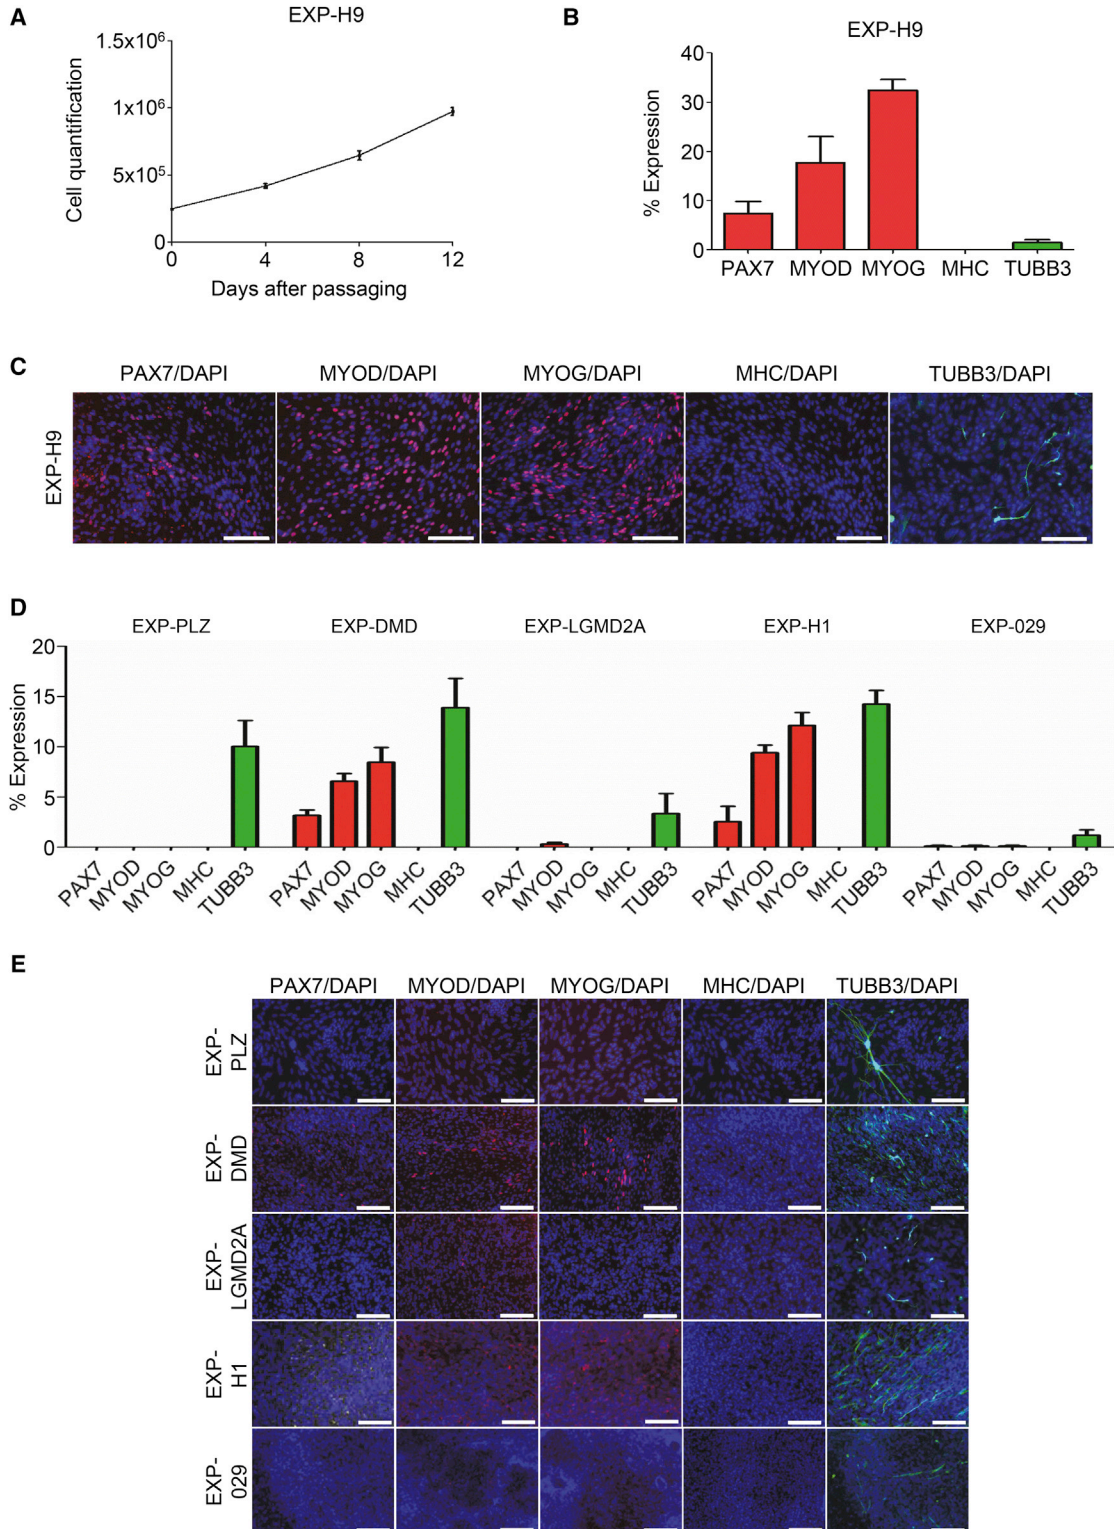 A
EXP-H9
1.5x10⁶
1x10⁶
5x10⁵
0
Cell quantification
0 4 8 12
Days after passaging
B
EXP-H9
40
30
20
10
0
% Expression
PAX7 MYOD MYOG MHC TUBB3
C
PAX7/DAPI MYOD/DAPI MYOG/DAPI MHC/DAPI TUBB3/DAPI
EXP-H9
D
EXP-PLZ EXP-DMD EXP-LGMD2A EXP-H1 EXP-029
20
15
10
5
0
% Expression
PAX7 MYOD MYOG MHC TUBB3 PAX7 MYOD MYOG MHC TUBB3 PAX7 MYOD MYOG MHC TUBB3 PAX7 MYOD MYOG MHC TUBB3 PAX7 MYOD MYOG MHC TUBB3
E
PAX7/DAPI MYOD/DAPI MYOG/DAPI MHC/DAPI TUBB3/DAPI
EXP-
PLZ
EXP-
DMD
EXP-
LGMD2A
EXP-
H1
EXP-
029